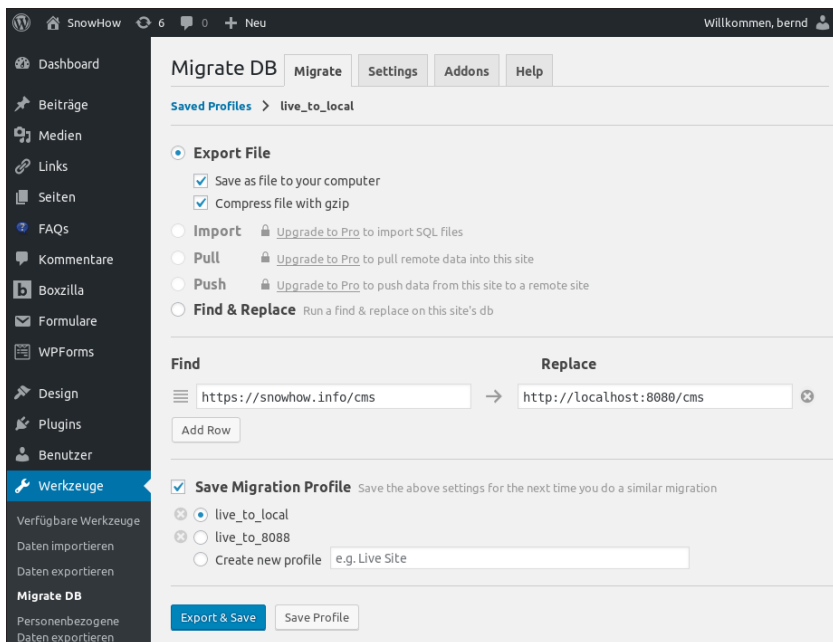 SnowHow 6 0 Neu Willkommen, bernd
Dashboard
Beiträge
Medien
Links
Seiten
FAQs
Kommentare
Boxzilla
Formulare
WPForms
Design
Plugins
Benutzer
Werkzeuge
Verfügbare Werkzeuge
Daten importieren
Daten exportieren
Migrate DB
Personenbezogene
Daten exportieren
Migrate DB Migrate Settings Addons Help
Saved Profiles > live_to_local
Export File
Save as file to your computer
Compress file with gzip
Import Upgrade to Pro to import SQL files
Pull Upgrade to Pro to pull remote data into this site
Push Upgrade to Pro to push data from this site to a remote site
Find & Replace Run a find & replace on this site's db
Find Replace
https://snowhow.info/cms → http://localhost:8080/cms
Add Row
Save Migration Profile Save the above settings for the next time you do a similar migration
live_to_local
live_to_8088
Create new profile e.g. Live Site
Export & Save Save Profile